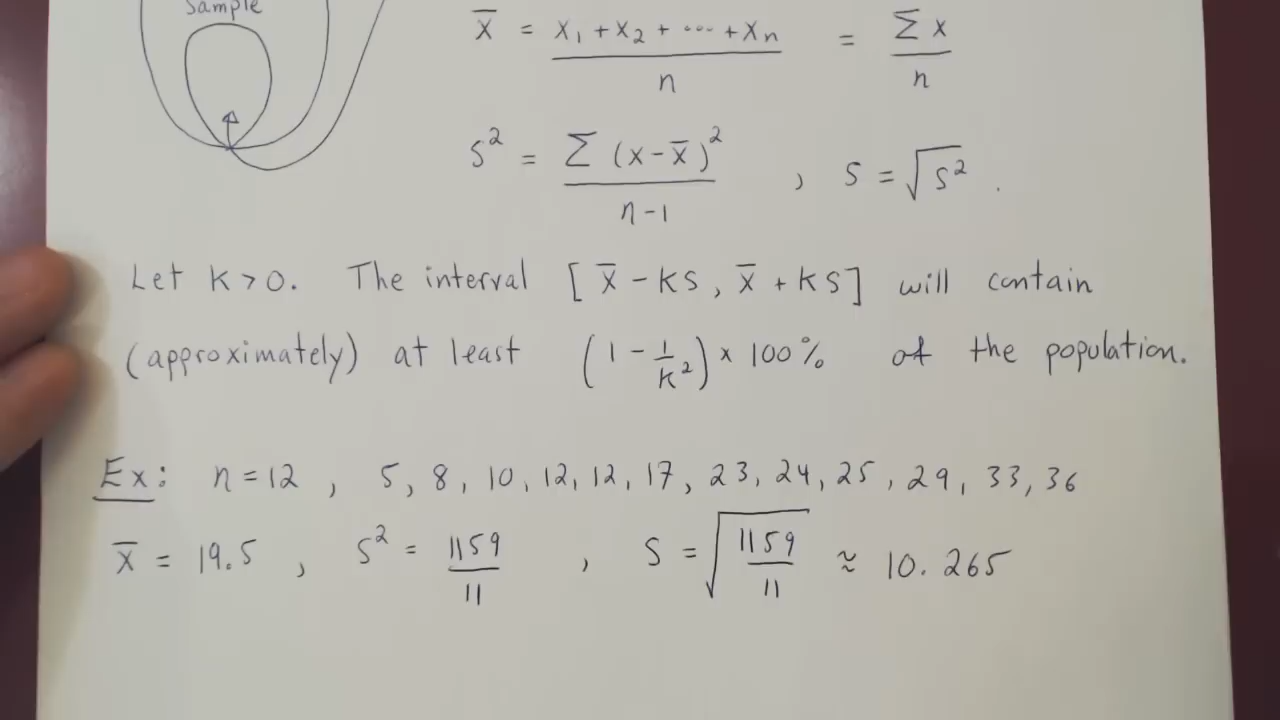 Sample
x̄ = x₁ + x₂ + ... + xₙ / n = Σ x / n
s² = Σ (x - x̄)² / n - 1 , s = √s² .
Let k > 0. The interval [x̄ - ks, x̄ + ks] will contain
(approximately) at least (1 - 1/k²) × 100% of the population.
Ex: n = 12 , 5, 8, 10, 12, 12, 17, 23, 24, 25, 29, 33, 36
x̄ = 19.5 , s² = 1159/11 , s = √(1159/11) ≈ 10.265